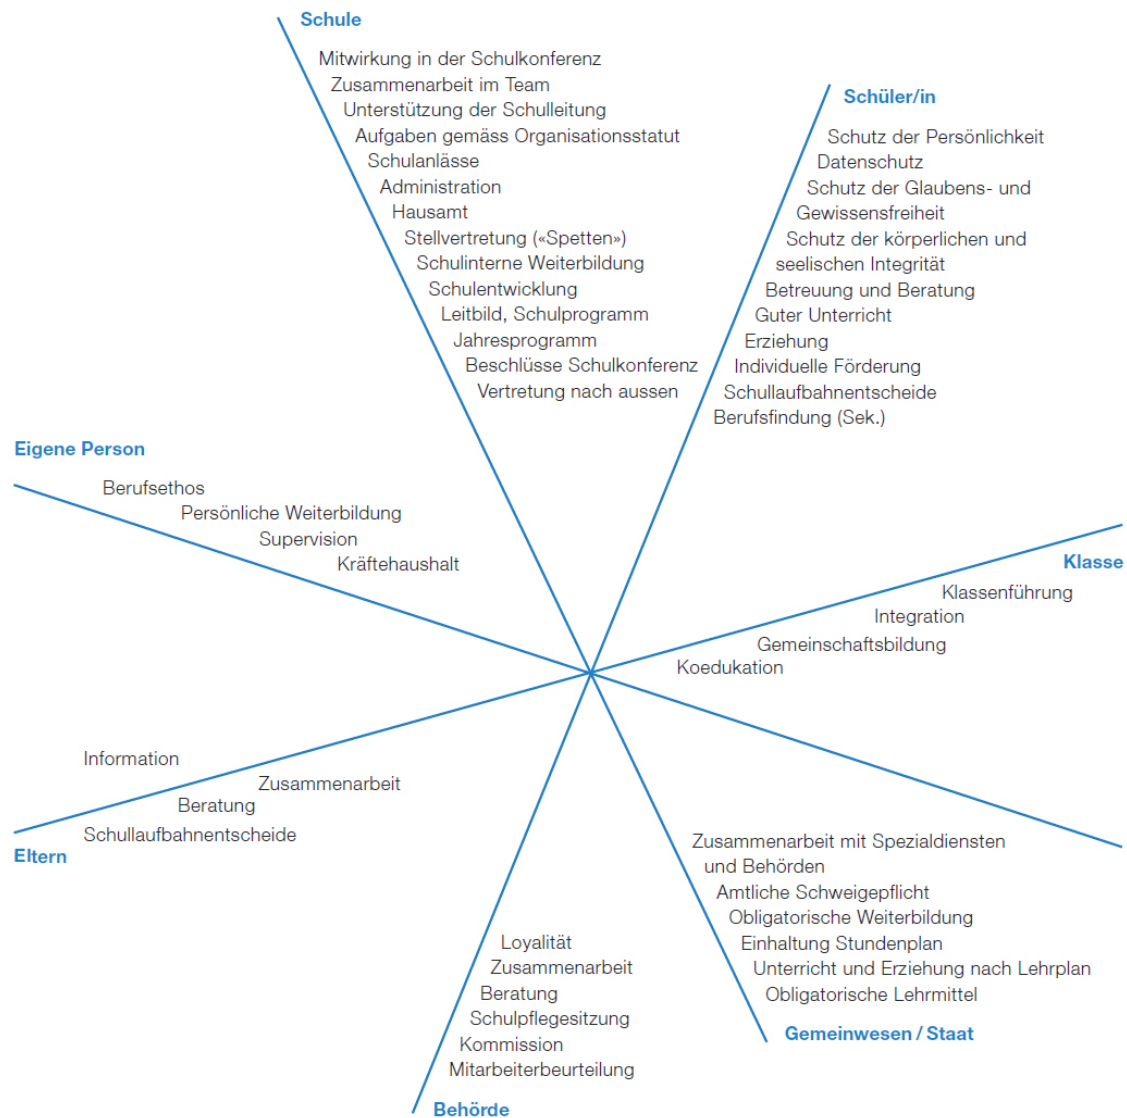 Schule
Mitwirkung in der Schulkonferenz
Zusammenarbeit im Team
Unterstützung der Schulleitung
Aufgaben gemäss Organisationsstatut
Schulanlässe
Administration
Hausamt
Stellvertretung («Spetten»)
Schulinterne Weiterbildung
Schulentwicklung
Leitbild, Schulprogramm
Jahresprogramm
Beschlüsse Schulkonferenz
Vertretung nach aussen
Schüler/in
Schutz der Persönlichkeit
Datenschutz
Schutz der Glaubens- und
Gewissensfreiheit
Schutz der körperlichen und
seelischen Integrität
Betreuung und Beratung
Guter Unterricht
Erziehung
Individuelle Förderung
Schullaufbahnentscheide
Berufsfindung (Sek.)
Eigene Person
Berufsethos
Persönliche Weiterbildung
Supervision
Kräftehaushalt
Klasse
Klassenführung
Integration
Gemeinschaftsbildung
Koedukation
Information
Zusammenarbeit
Beratung
Schullaufbahnentscheide
Eltern
Zusammenarbeit mit Spezialdiensten
und Behörden
Amtliche Schweigepflicht
Obligatorische Weiterbildung
Einhaltung Stundenplan
Unterricht und Erziehung nach Lehrplan
Obligatorische Lehrmittel
Gemeinwesen / Staat
Loyalität
Zusammenarbeit
Beratung
Schulpflegesitzung
Kommission
Mitarbeiterbeurteilung
Behörde